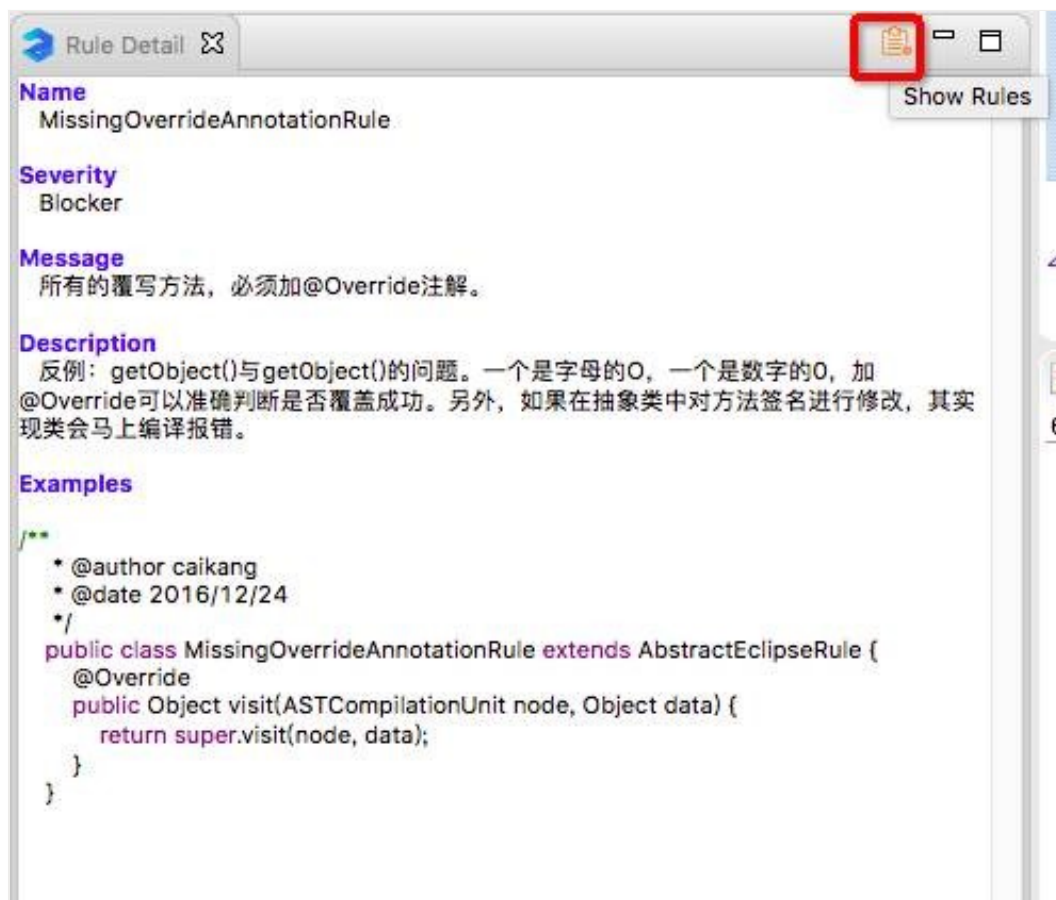 Rule Detail
Show Rules
Name
MissingOverrideAnnotationRule
Severity
Blocker
Message
所有的覆写方法，必须加@Override注解。
Description
反例：getObject()与get0bject()的问题。一个是字母的O，一个是数字的0，加
@Override可以准确判断是否覆盖成功。另外，如果在抽象类中对方法签名进行修改，其实
现类会马上编译报错。
Examples
/**
* @author caikang
* @date 2016/12/24
*/
public class MissingOverrideAnnotationRule extends AbstractEclipseRule {
@Override
public Object visit(ASTCompilationUnit node, Object data) {
return super.visit(node, data);
}
}